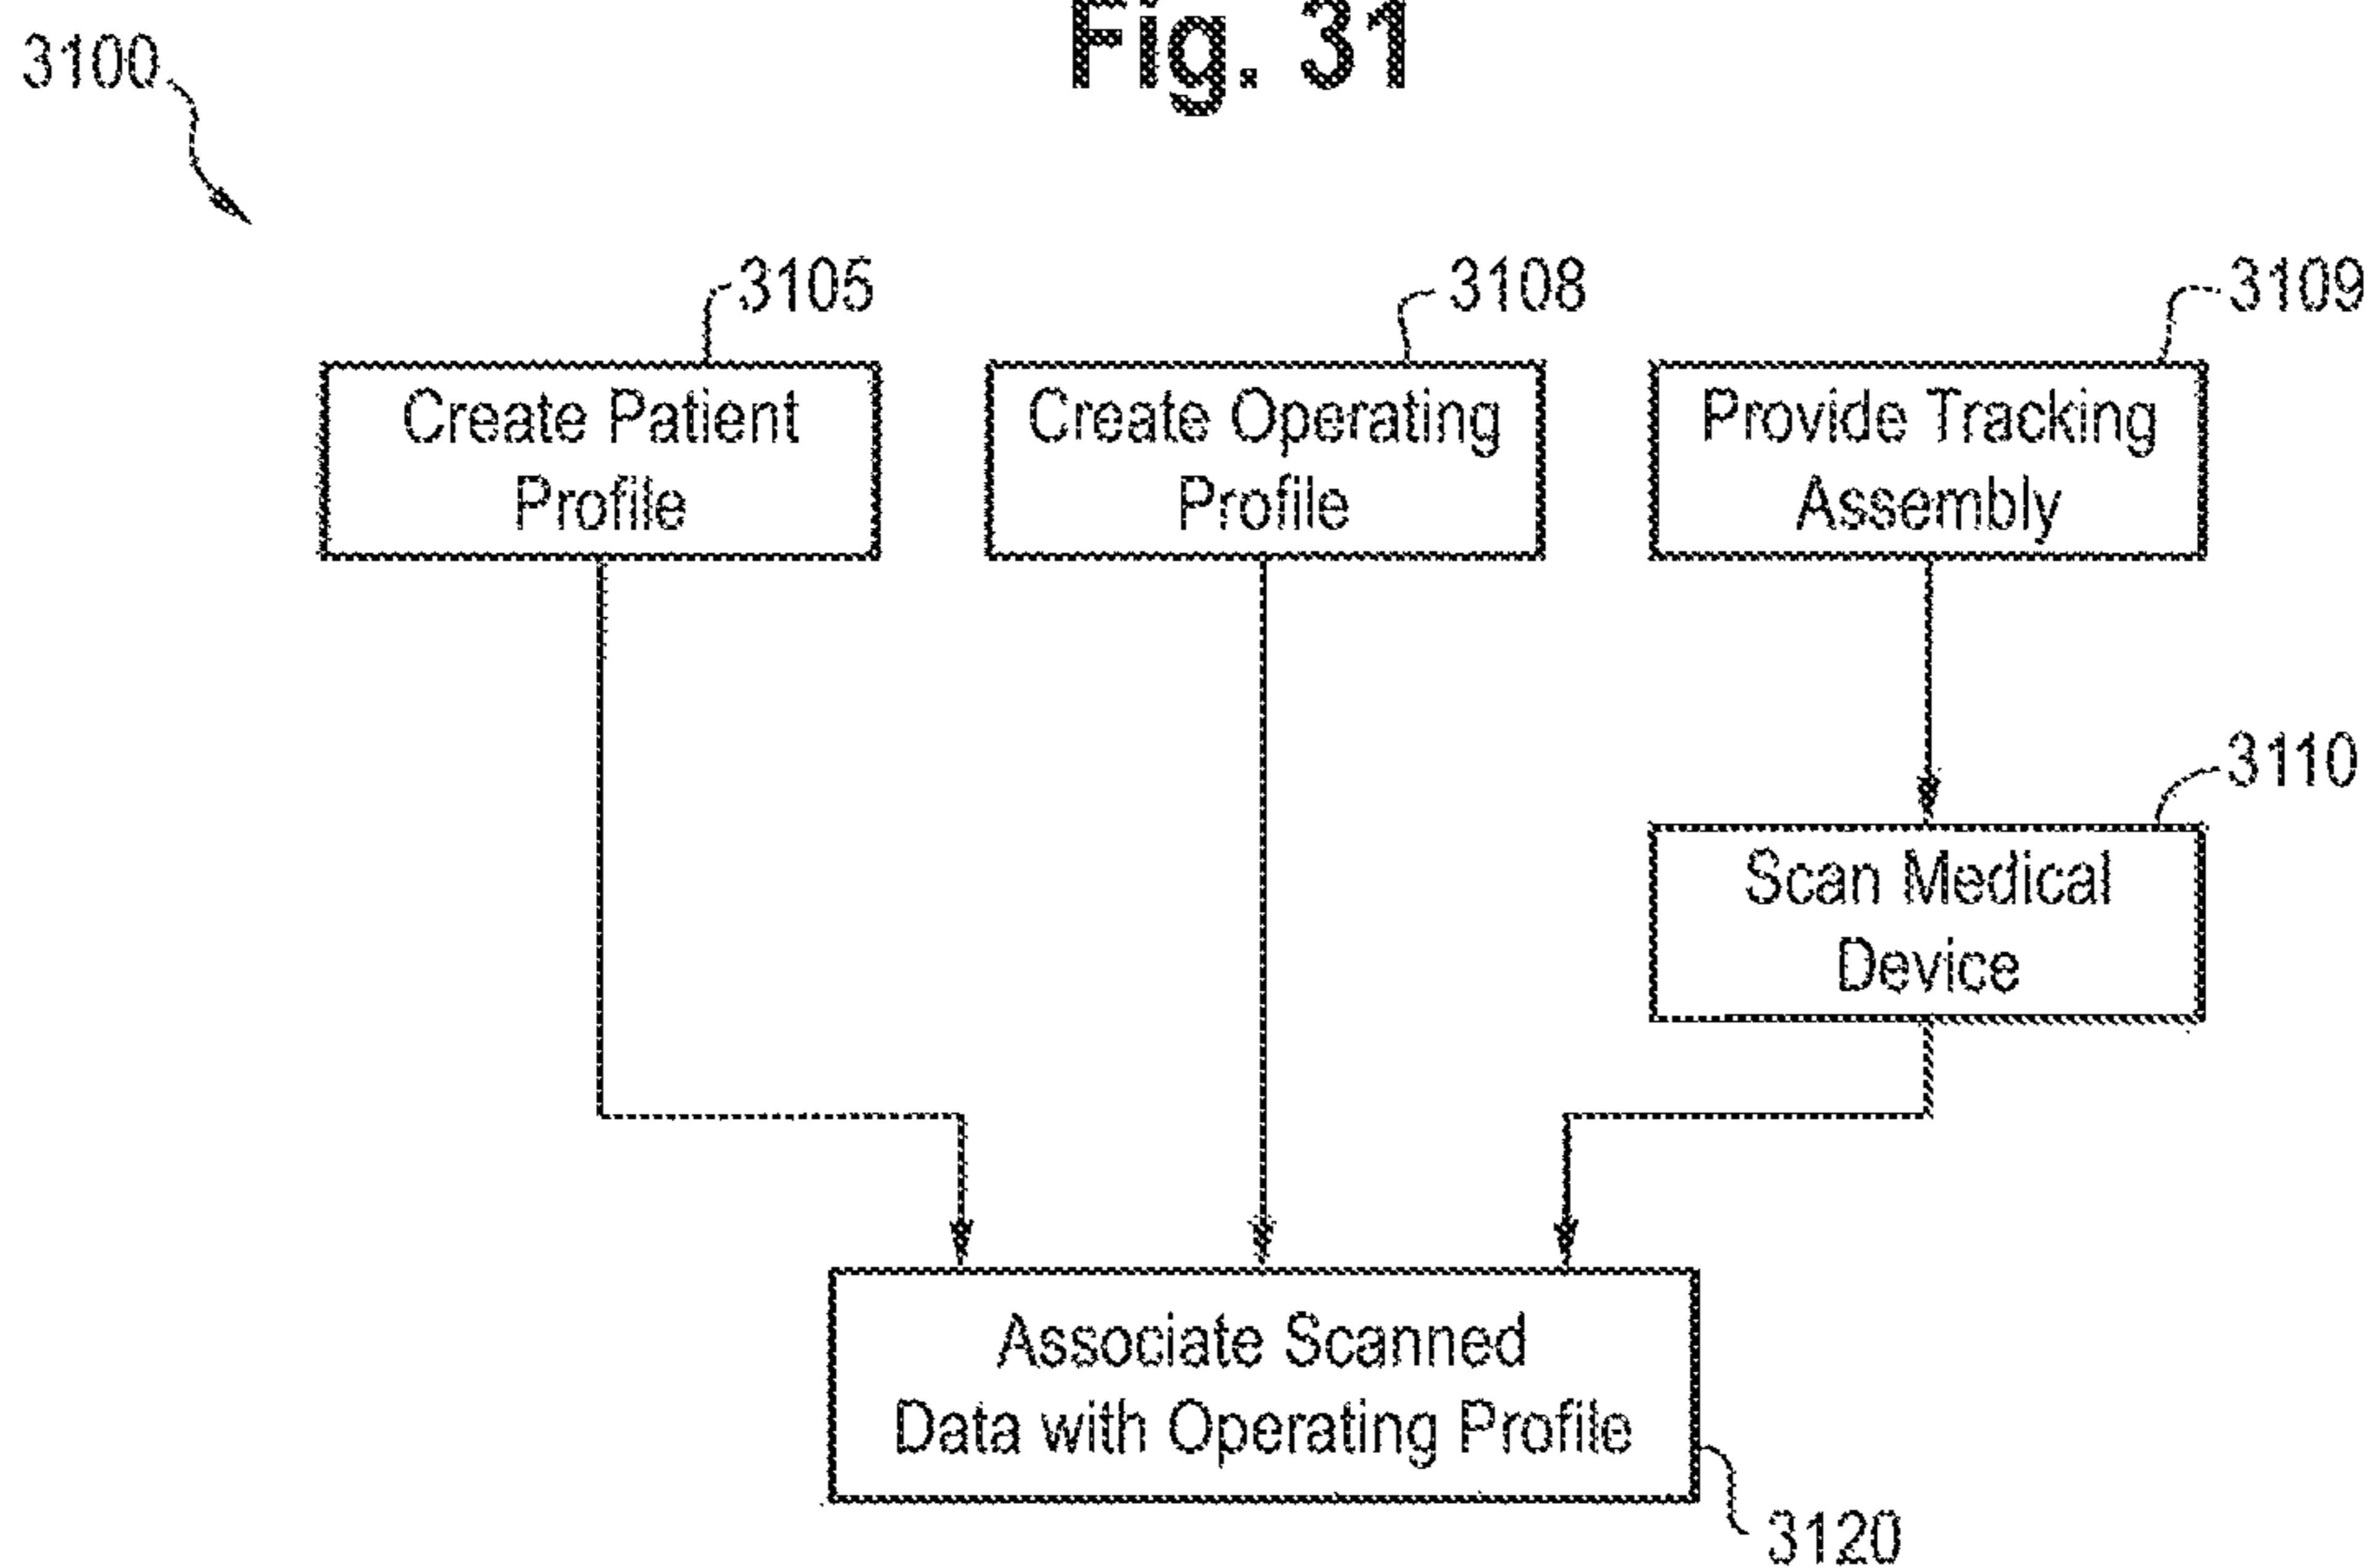 Fig. 31
3100
3105
3108
3109
Create Patient
Profile
Create Operating
Profile
Provide Tracking
Assembly
3110
Scan Medical
Device
Associate Scanned
Data with Operating Profile
3120